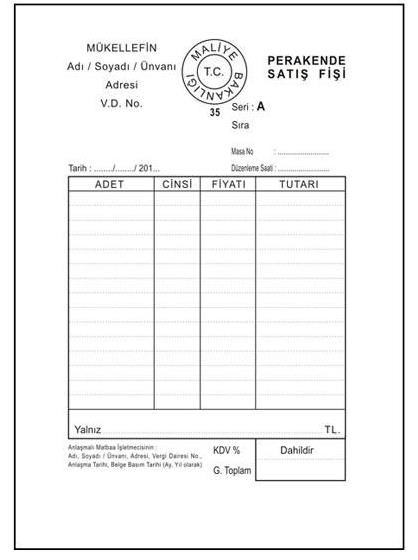 MÜKELLEFİN
Adı / Soyadı / Ünvanı
Adresi
V.D. No.
MALİYE BAKANLIĞI
T.C.
35
PERAKENDE
SATIŞ FİŞİ
Seri : A
Sıra
Masa No : ............................
Tarih : ......../......./ 201...
Düzenleme Saati : ............................
ADET CİNSİ FİYATI TUTARI
Yalnız TL.
Anlaşmalı Matbaa İşletmecisinin :
Adı, Soyadı / Ünvanı, Adresi, Vergi Dairesi No.,
Anlaşma Tarihi, Belge Basım Tarihi (Ay, Yıl olarak)
KDV % Dahildir
G. Toplam